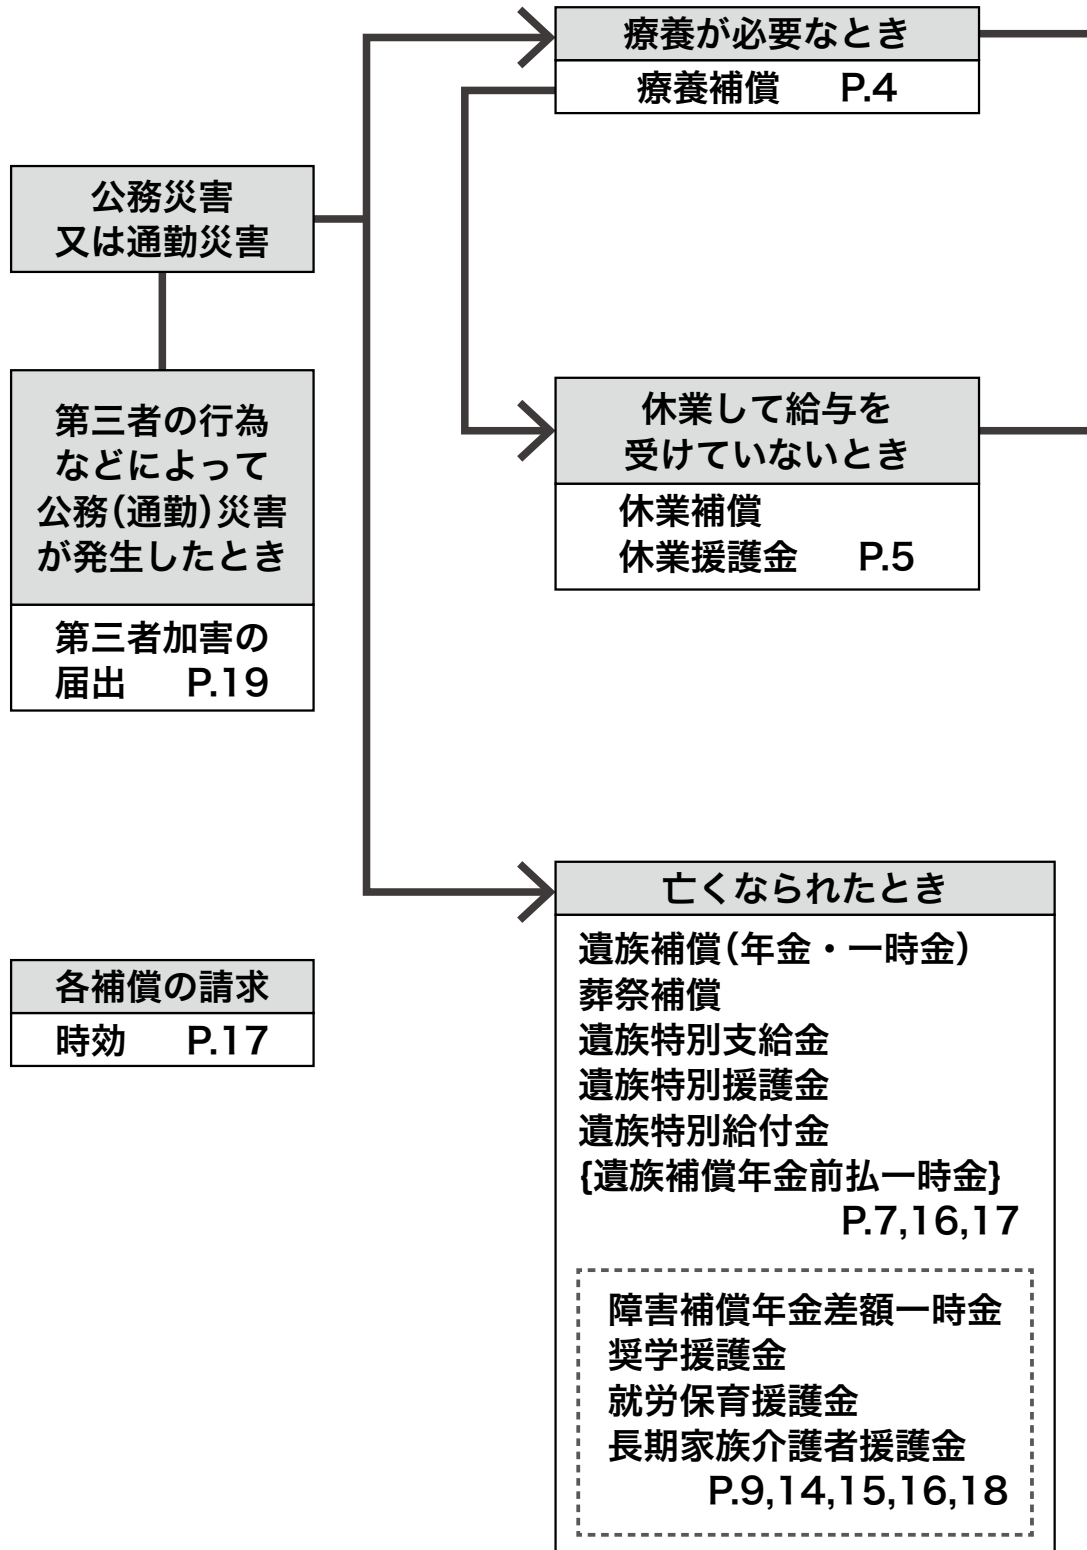 療養が必要なとき
療養補償 P.4
公務災害
又は通勤災害
第三者の行為
などによって
公務(通勤)災害
が発生したとき
第三者加害の
届出 P.19
休業して給与を
受けていないとき
休業補償
休業援護金 P.5
各補償の請求
時効 P.17
亡くなられたとき
遺族補償(年金・一時金)
葬祭補償
遺族特別支給金
遺族特別援護金
遺族特別給付金
{遺族補償年金前払一時金}
P.7,16,17
障害補償年金差額一時金
奨学援護金
就労保育援護金
長期家族介護者援護金
P.9,14,15,16,18